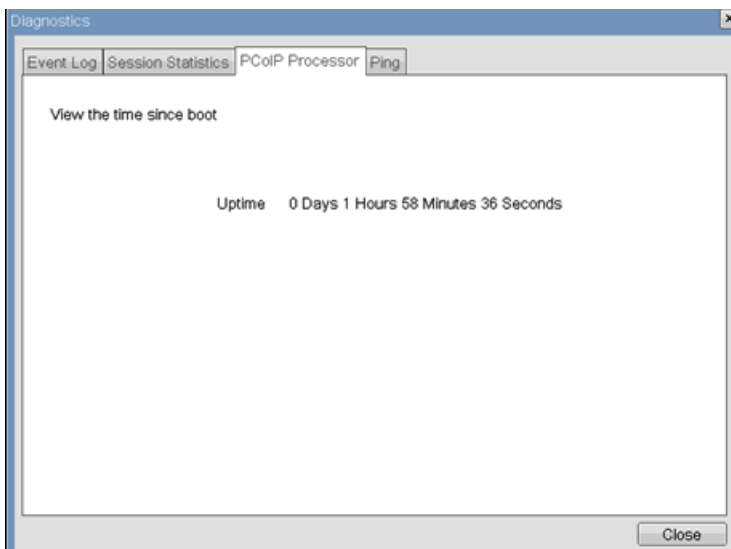 Diagnostics
Event Log Session Statistics PCoIP Processor Ping
View the time since boot
Uptime 0 Days 1 Hours 58 Minutes 36 Seconds
Close